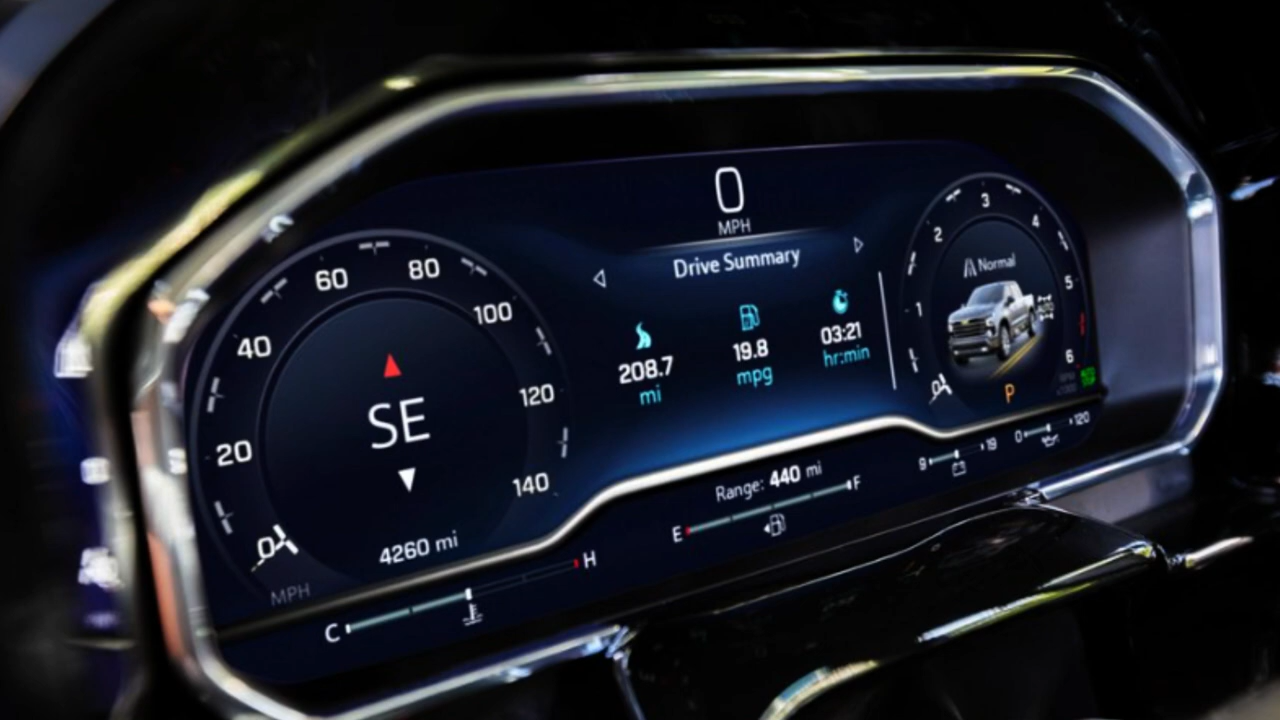 0
MPH
Drive Summary
208.7
mi
19.8
mpg
03:21
hr:min
0
20
40
60
80
100
120
140
SE
4260 mi
MPH
1
2
3
4
5
6
Normal
AUTO
P
C
H
Range: 440 mi
E
F
9
19
0
120